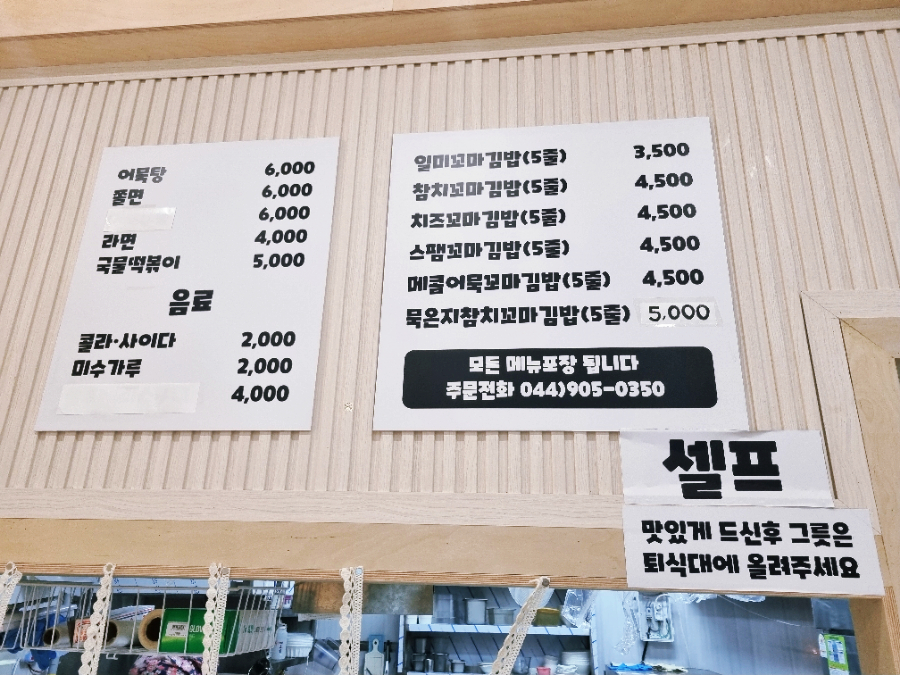 어묵탕 6,000
쫄면 6,000
6,000
라면 4,000
국물떡볶이 5,000
음료
콜라·사이다 2,000
미수가루 2,000
4,000
일미꼬마김밥(5줄) 3,500
참치꼬마김밥(5줄) 4,500
치즈꼬마김밥(5줄) 4,500
스팸꼬마김밥(5줄) 4,500
메콤어묵꼬마김밥(5줄) 4,500
묵은지참치꼬마김밥(5줄) 5,000
모든 메뉴포장 됩니다
주문전화 044)905-0350
셀프
맛있게 드신후 그릇은
퇴식대에 올려주세요